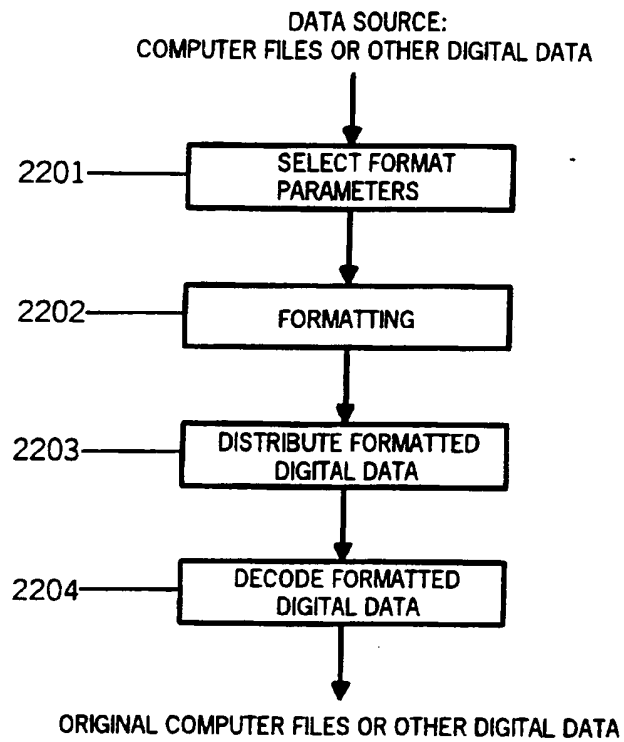 DATA SOURCE:
COMPUTER FILES OR OTHER DIGITAL DATA
2201
SELECT FORMAT
PARAMETERS
2202
FORMATTING
2203
DISTRIBUTE FORMATTED
DIGITAL DATA
2204
DECODE FORMATTED
DIGITAL DATA
ORIGINAL COMPUTER FILES OR OTHER DIGITAL DATA